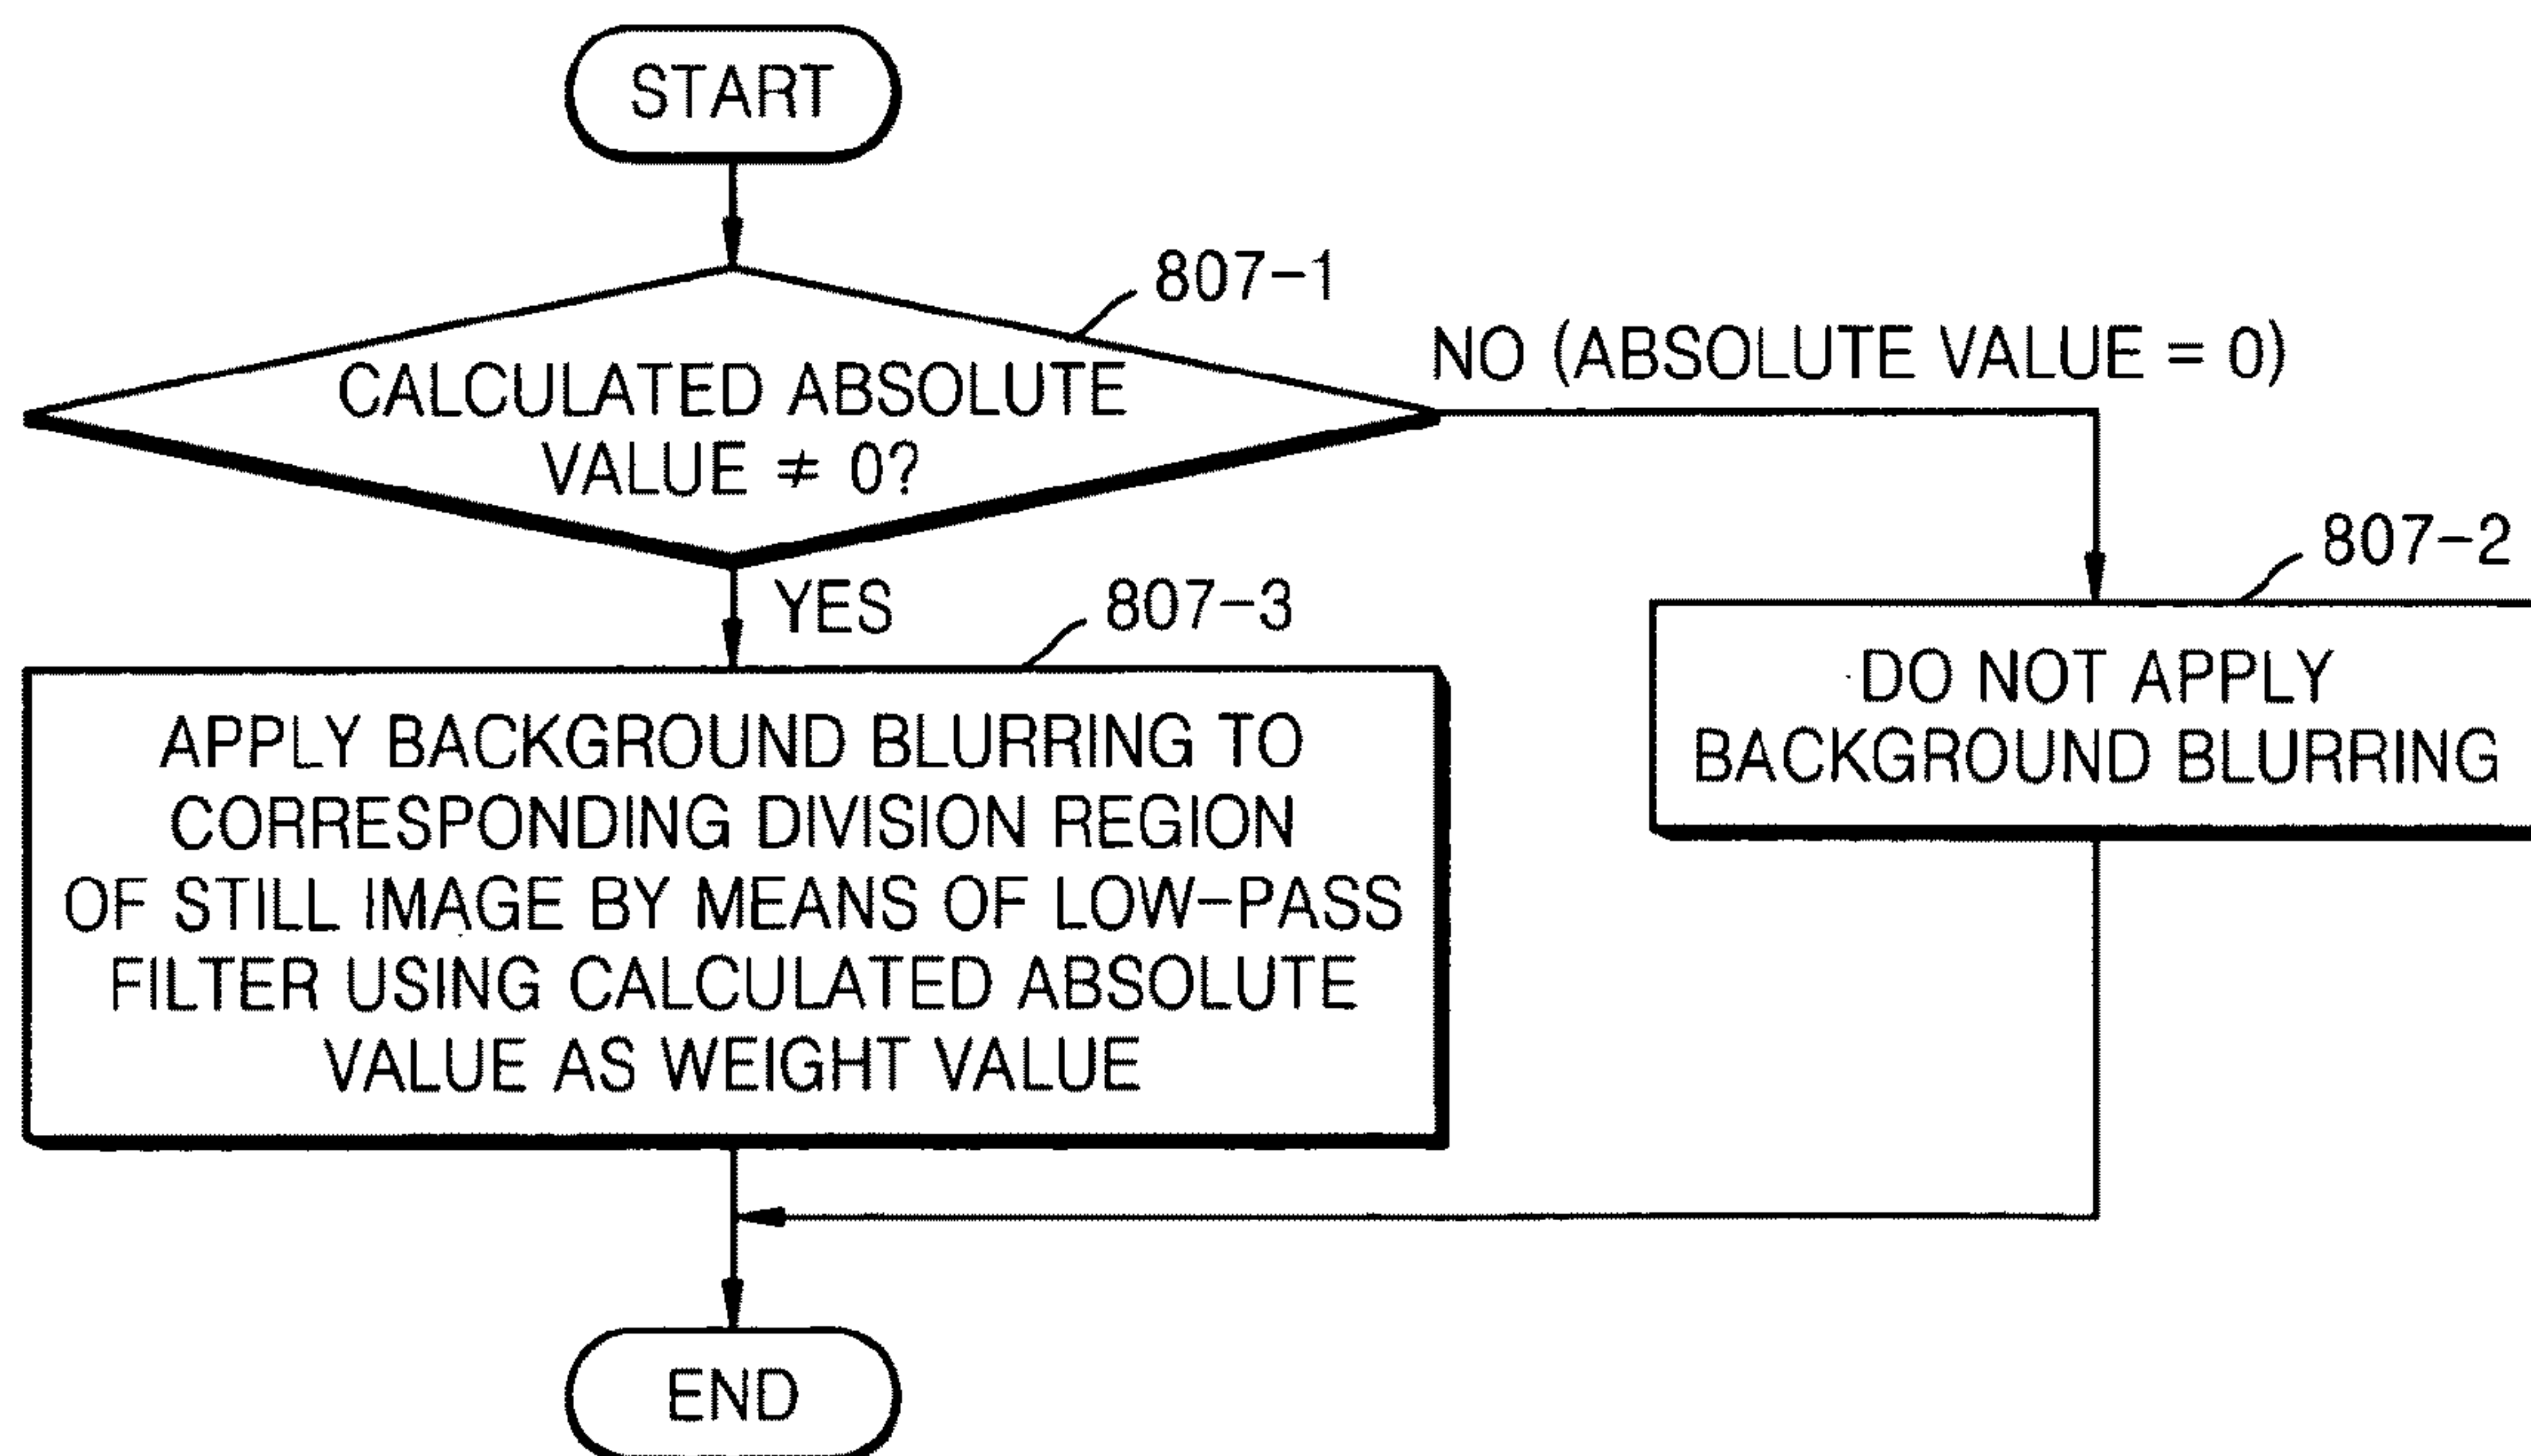 START
807-1
CALCULATED ABSOLUTE
VALUE ≠ 0?
NO (ABSOLUTE VALUE = 0)
YES
807-3
807-2
APPLY BACKGROUND BLURRING TO
CORRESPONDING DIVISION REGION
OF STILL IMAGE BY MEANS OF LOW-PASS
FILTER USING CALCULATED ABSOLUTE
VALUE AS WEIGHT VALUE
DO NOT APPLY
BACKGROUND BLURRING
END